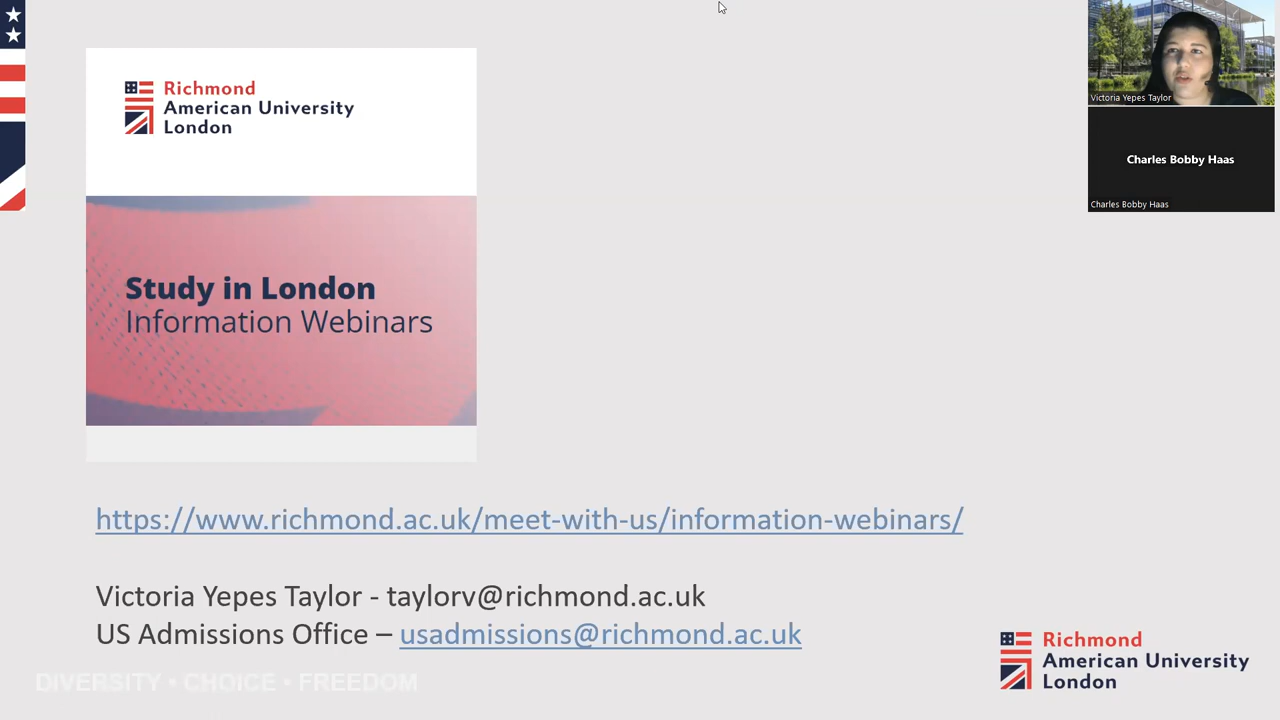 Richmond
American University
London
Study in London
Information Webinars
https://www.richmond.ac.uk/meet-with-us/information-webinars/
Victoria Yepes Taylor - taylorv@richmond.ac.uk
US Admissions Office – usadmissions@richmond.ac.uk
DIVERSITY • CHOICE • FREEDOM
Richmond
American University
London
Victoria Yepes Taylor
Charles Bobby Haas
Charles Bobby Haas